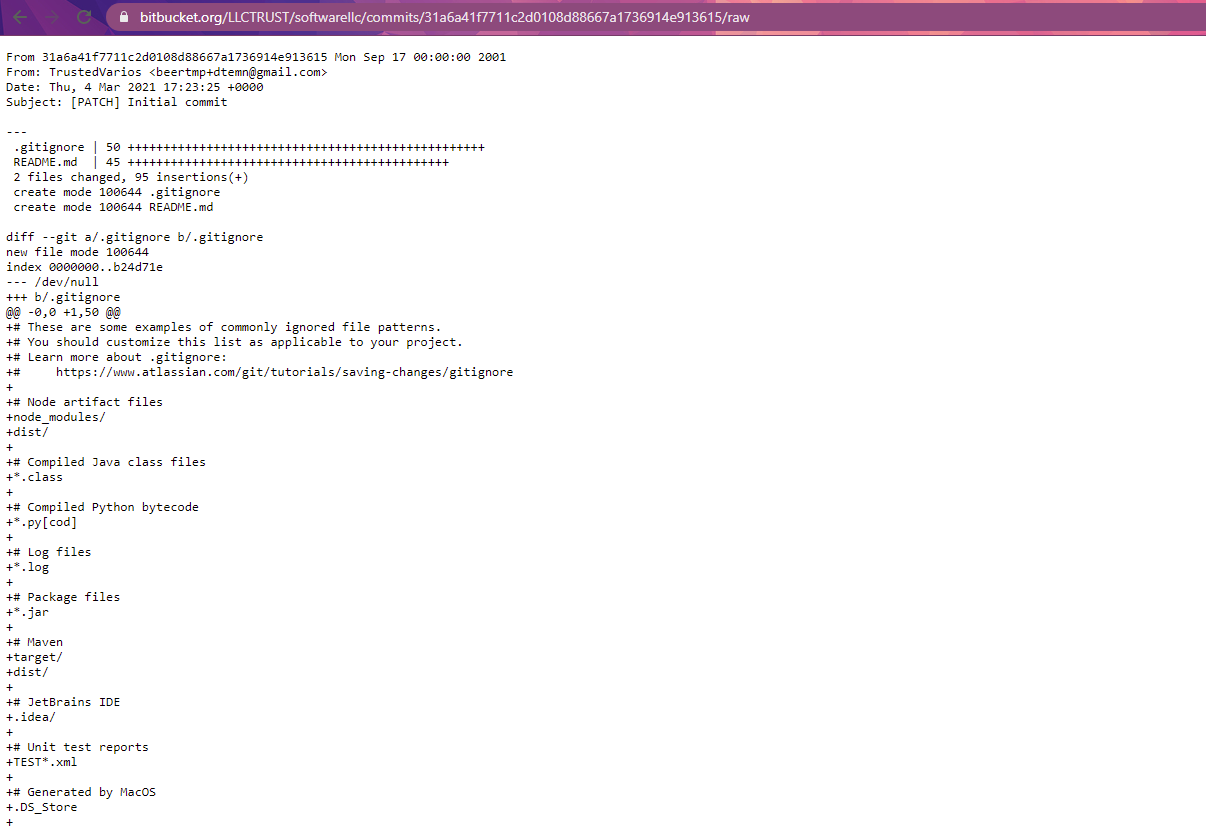 bitbucket.org/LLCTRUST/softwarellc/commits/31a6a41f7711c2d0108d88667a1736914e913615/raw
From 31a6a41f7711c2d0108d88667a1736914e913615 Mon Sep 17 00:00:00 2001
From: TrustedVarios <beertmp+dtemn@gmail.com>
Date: Thu, 4 Mar 2021 17:23:25 +0000
Subject: [PATCH] Initial commit
---
 .gitignore | 50 ++++++++++++++++++++++++++++++++++++++++++++++++++
 README.md  | 45 +++++++++++++++++++++++++++++++++++++++++++++
 2 files changed, 95 insertions(+)
 create mode 100644 .gitignore
 create mode 100644 README.md
diff --git a/.gitignore b/.gitignore
new file mode 100644
index 0000000..b24d71e
--- /dev/null
+++ b/.gitignore
@@ -0,0 +1,50 @@
+# These are some examples of commonly ignored file patterns.
+# You should customize this list as applicable to your project.
+# Learn more about .gitignore:
+#     https://www.atlassian.com/git/tutorials/saving-changes/gitignore
+
+# Node artifact files
+node_modules/
+dist/
+
+# Compiled Java class files
+*.class
+
+# Compiled Python bytecode
+*.py[cod]
+
+# Log files
+*.log
+
+# Package files
+*.jar
+
+# Maven
+target/
+dist/
+
+# JetBrains IDE
+.idea/
+
+# Unit test reports
+TEST*.xml
+
+# Generated by MacOS
+.DS_Store
+